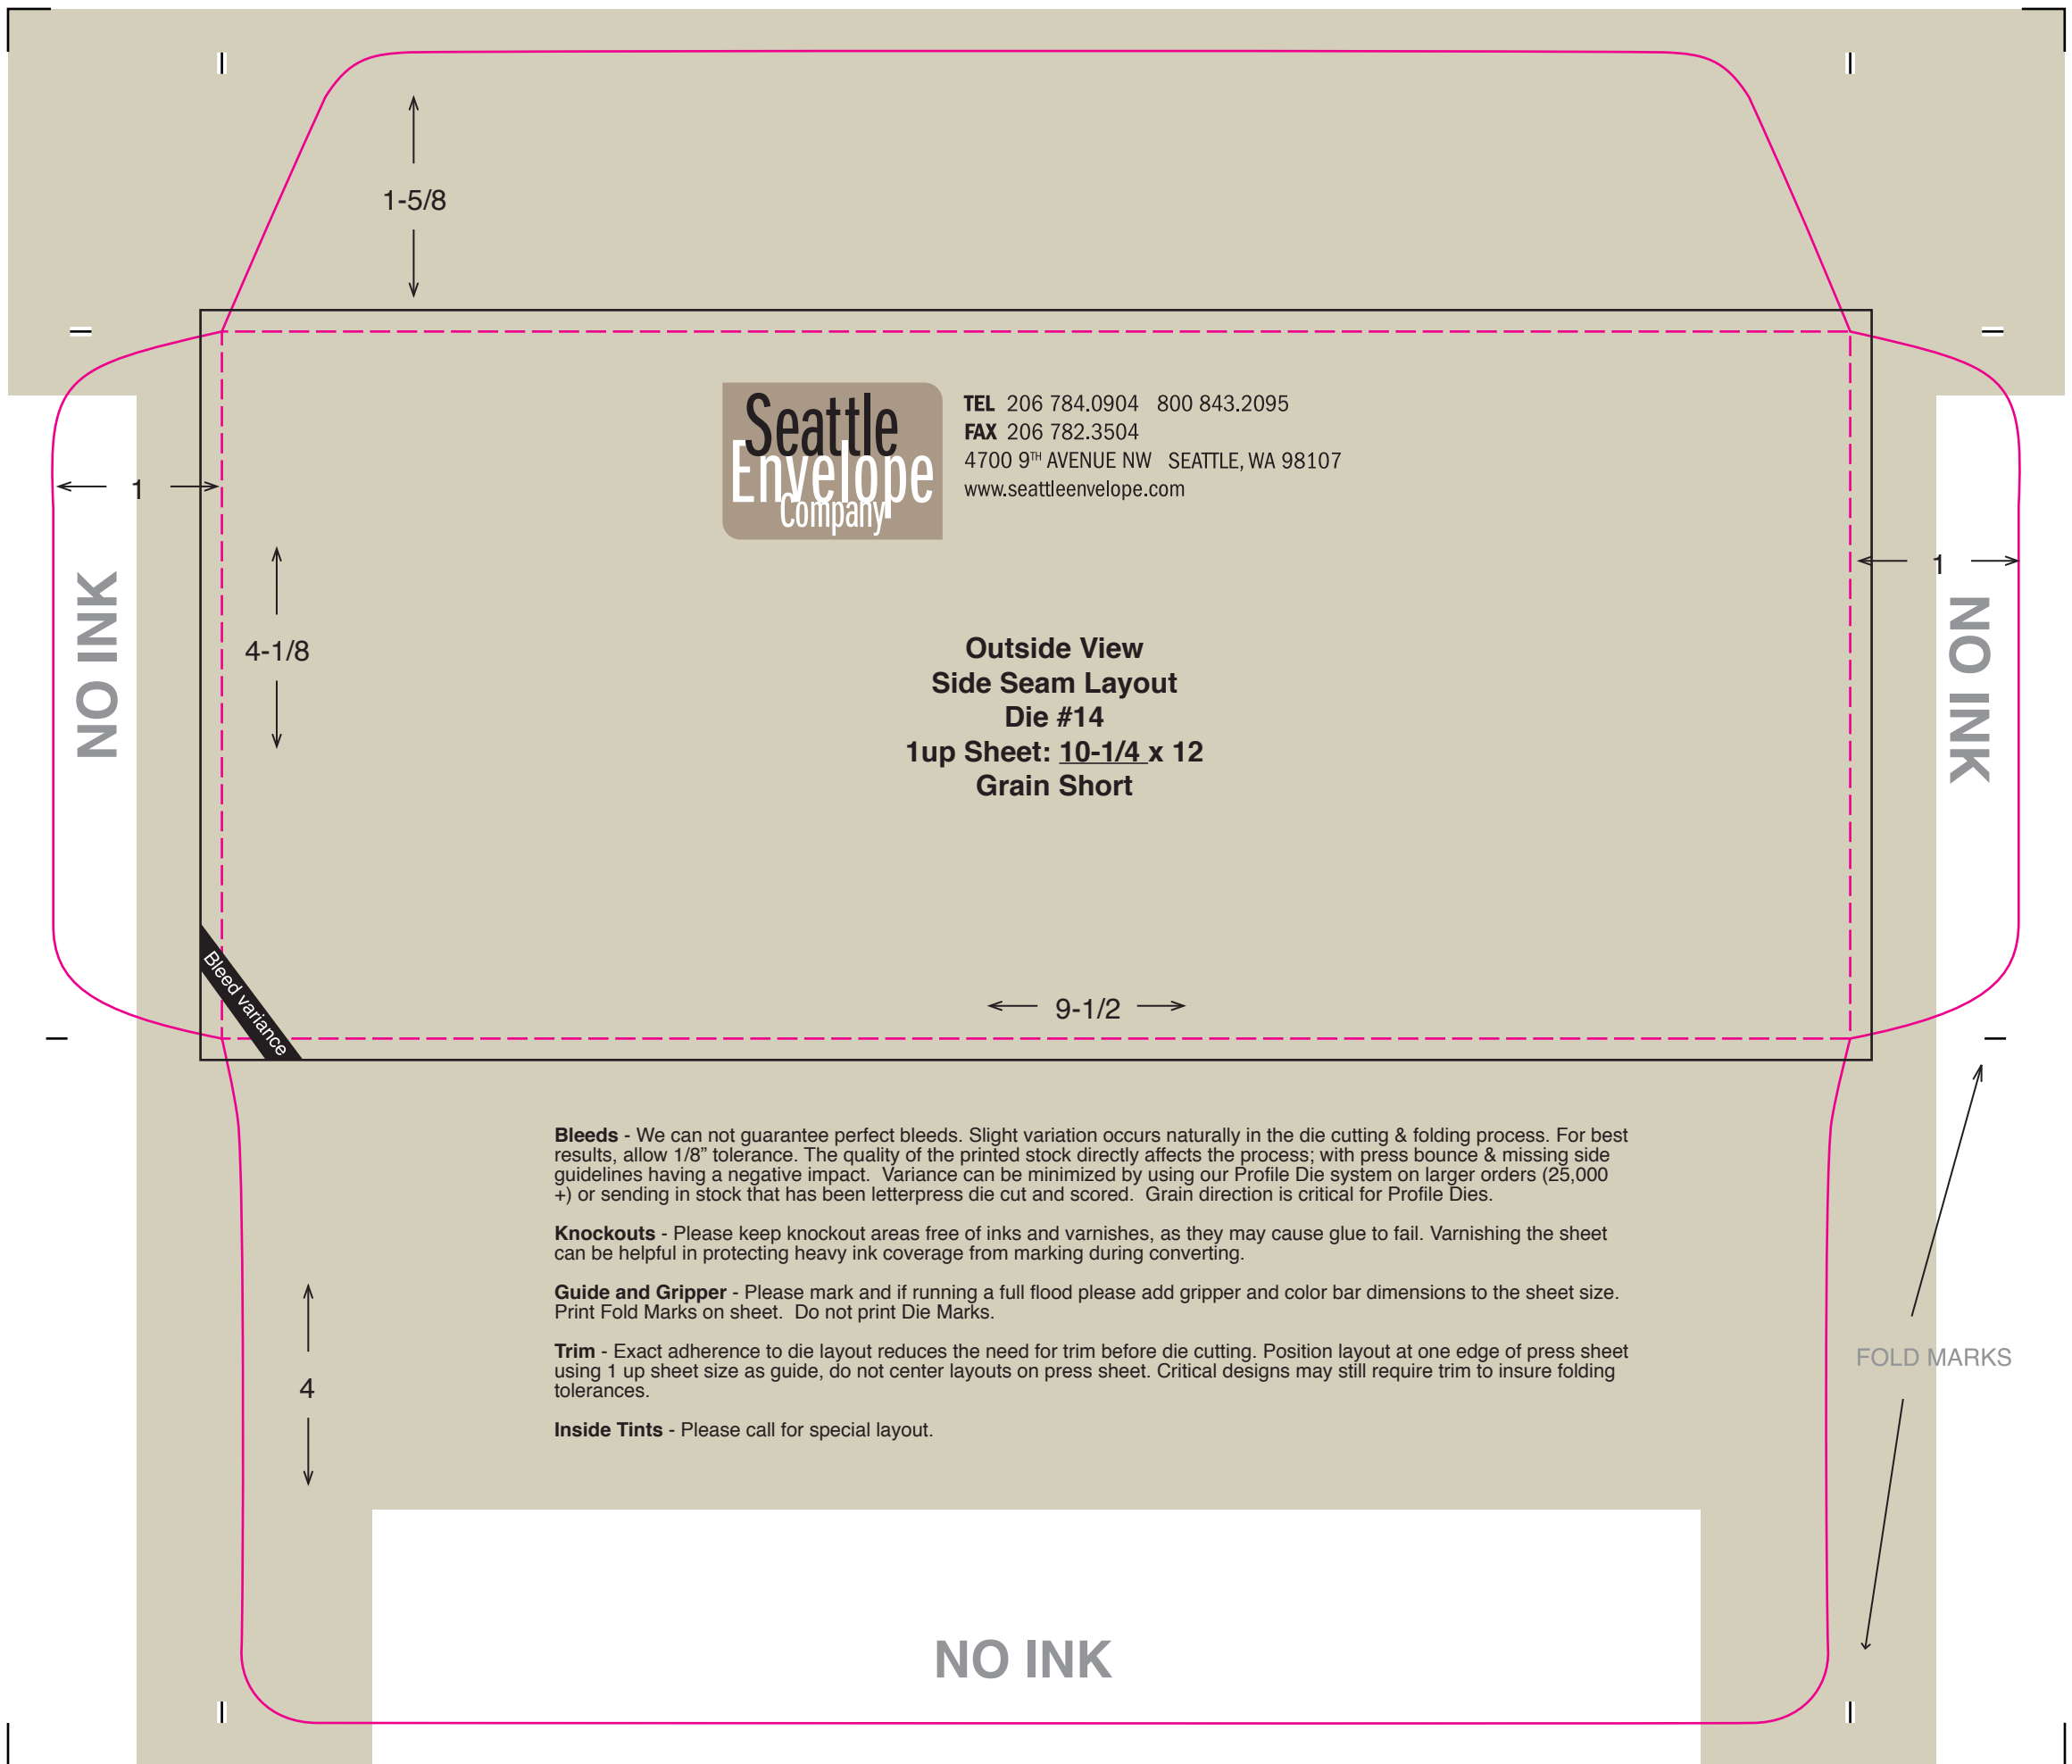 1-5/8
Seattle
Envelope
Company
TEL 206 784.0904 800 843.2095
FAX 206 782.3504
4700 9TH AVENUE NW SEATTLE, WA 98107
www.seattleenvelope.com
1
1
NO INK
NO INK
4-1/8
Outside View
Side Seam Layout
Die #14
1up Sheet: 10-1/4 x 12
Grain Short
Bleed variance
9-1/2
Bleeds - We can not guarantee perfect bleeds. Slight variation occurs naturally in the die cutting & folding process. For best
results, allow 1/8” tolerance. The quality of the printed stock directly affects the process; with press bounce & missing side
guidelines having a negative impact. Variance can be minimized by using our Profile Die system on larger orders (25,000
+) or sending in stock that has been letterpress die cut and scored. Grain direction is critical for Profile Dies.
Knockouts - Please keep knockout areas free of inks and varnishes, as they may cause glue to fail. Varnishing the sheet
can be helpful in protecting heavy ink coverage from marking during converting.
Guide and Gripper - Please mark and if running a full flood please add gripper and color bar dimensions to the sheet size.
Print Fold Marks on sheet. Do not print Die Marks.
Trim - Exact adherence to die layout reduces the need for trim before die cutting. Position layout at one edge of press sheet
using 1 up sheet size as guide, do not center layouts on press sheet. Critical designs may still require trim to insure folding
tolerances.
Inside Tints - Please call for special layout.
4
FOLD MARKS
NO INK